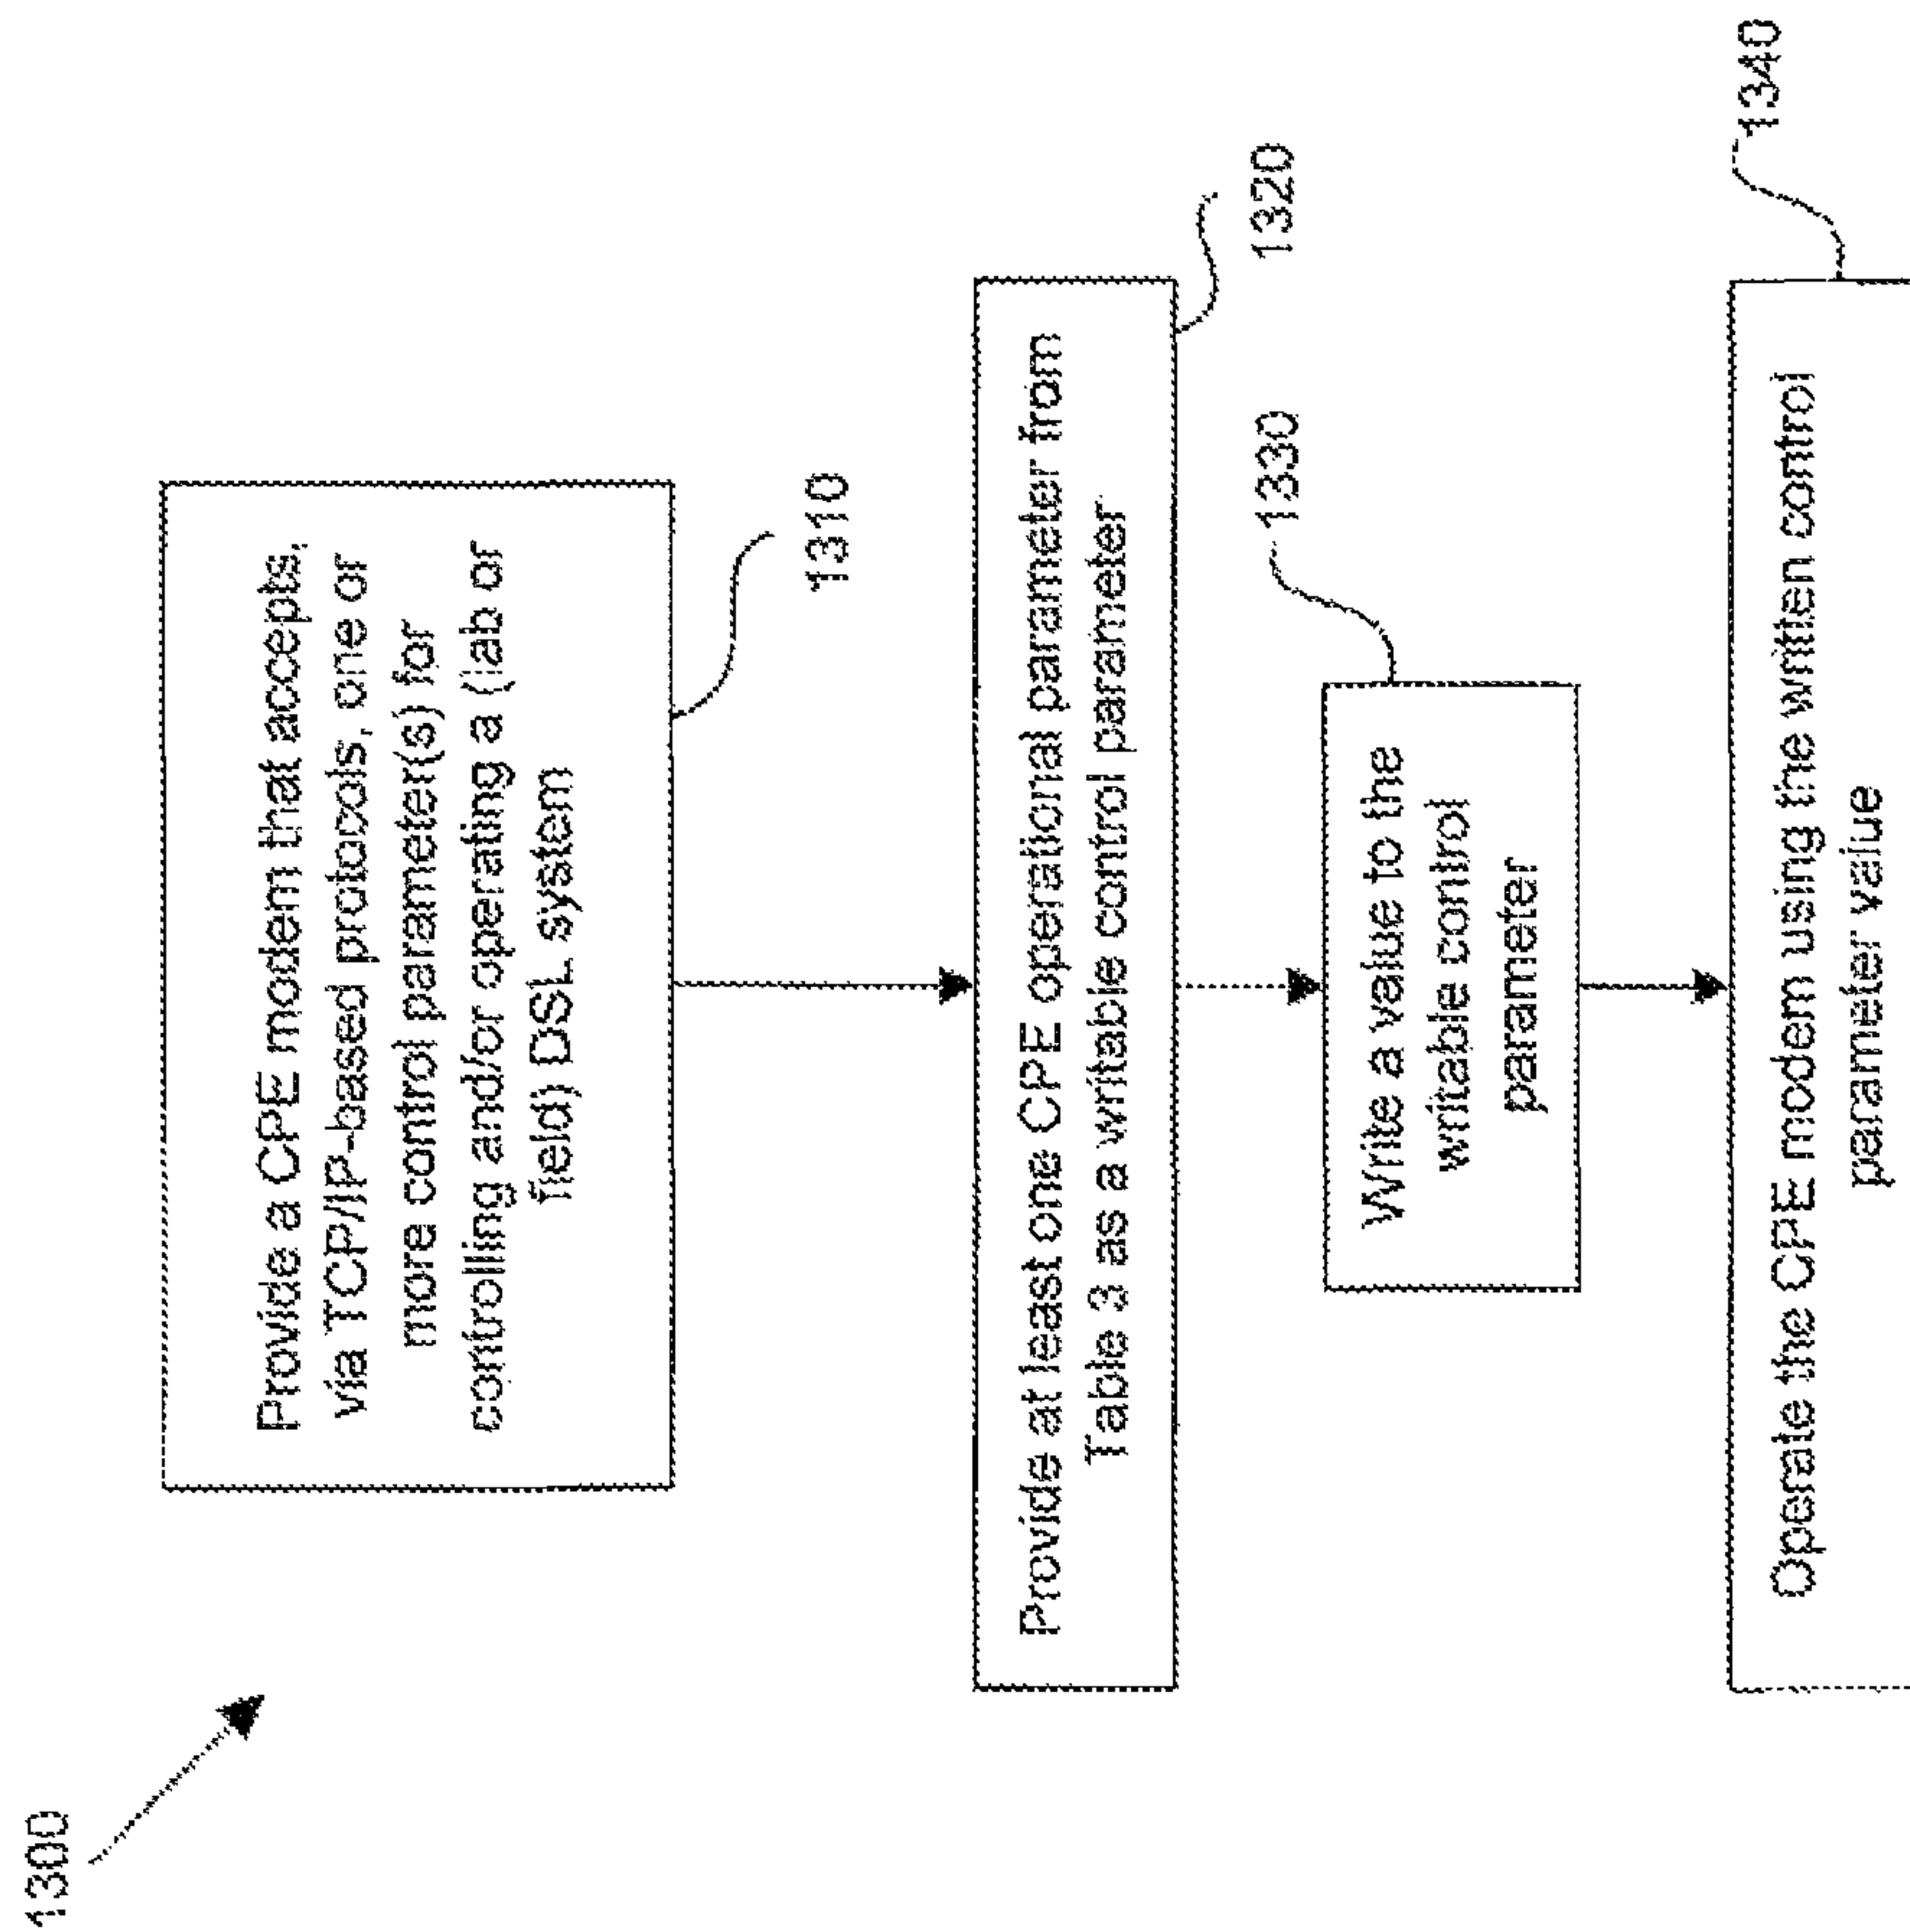 1300
Provide a CPE modem that accepts,
via TCP/IP-based protocols, one or
more control parameter(s) for
controlling and/or operating a (lab or
field) DSL system
1310
Provide at least one CPE operational parameter from
Table 3 as a writable control parameter
1320
Write a value to the
writable control
parameter
1330
Operate the CPE modem using the written control
parameter value
1340